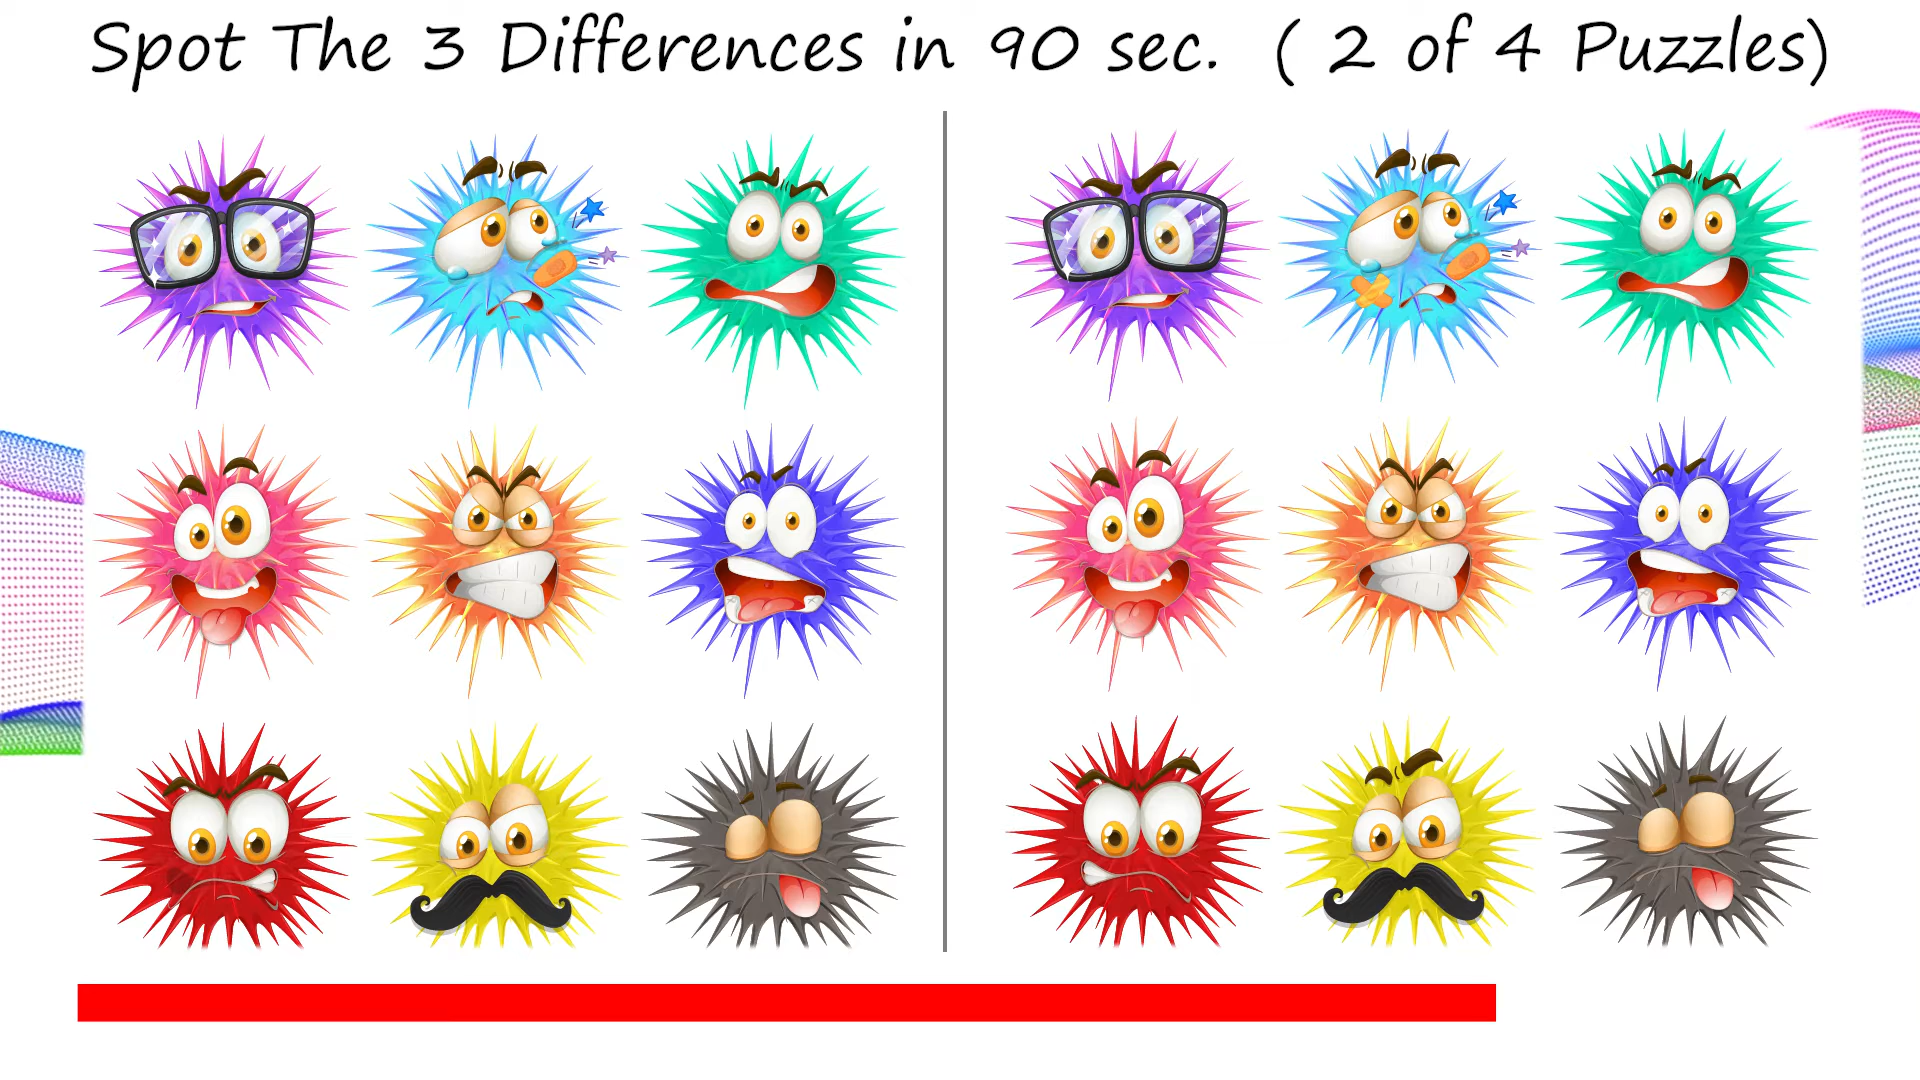 Spot The 3 Differences in 90 sec. ( 2 of 4 Puzzles)